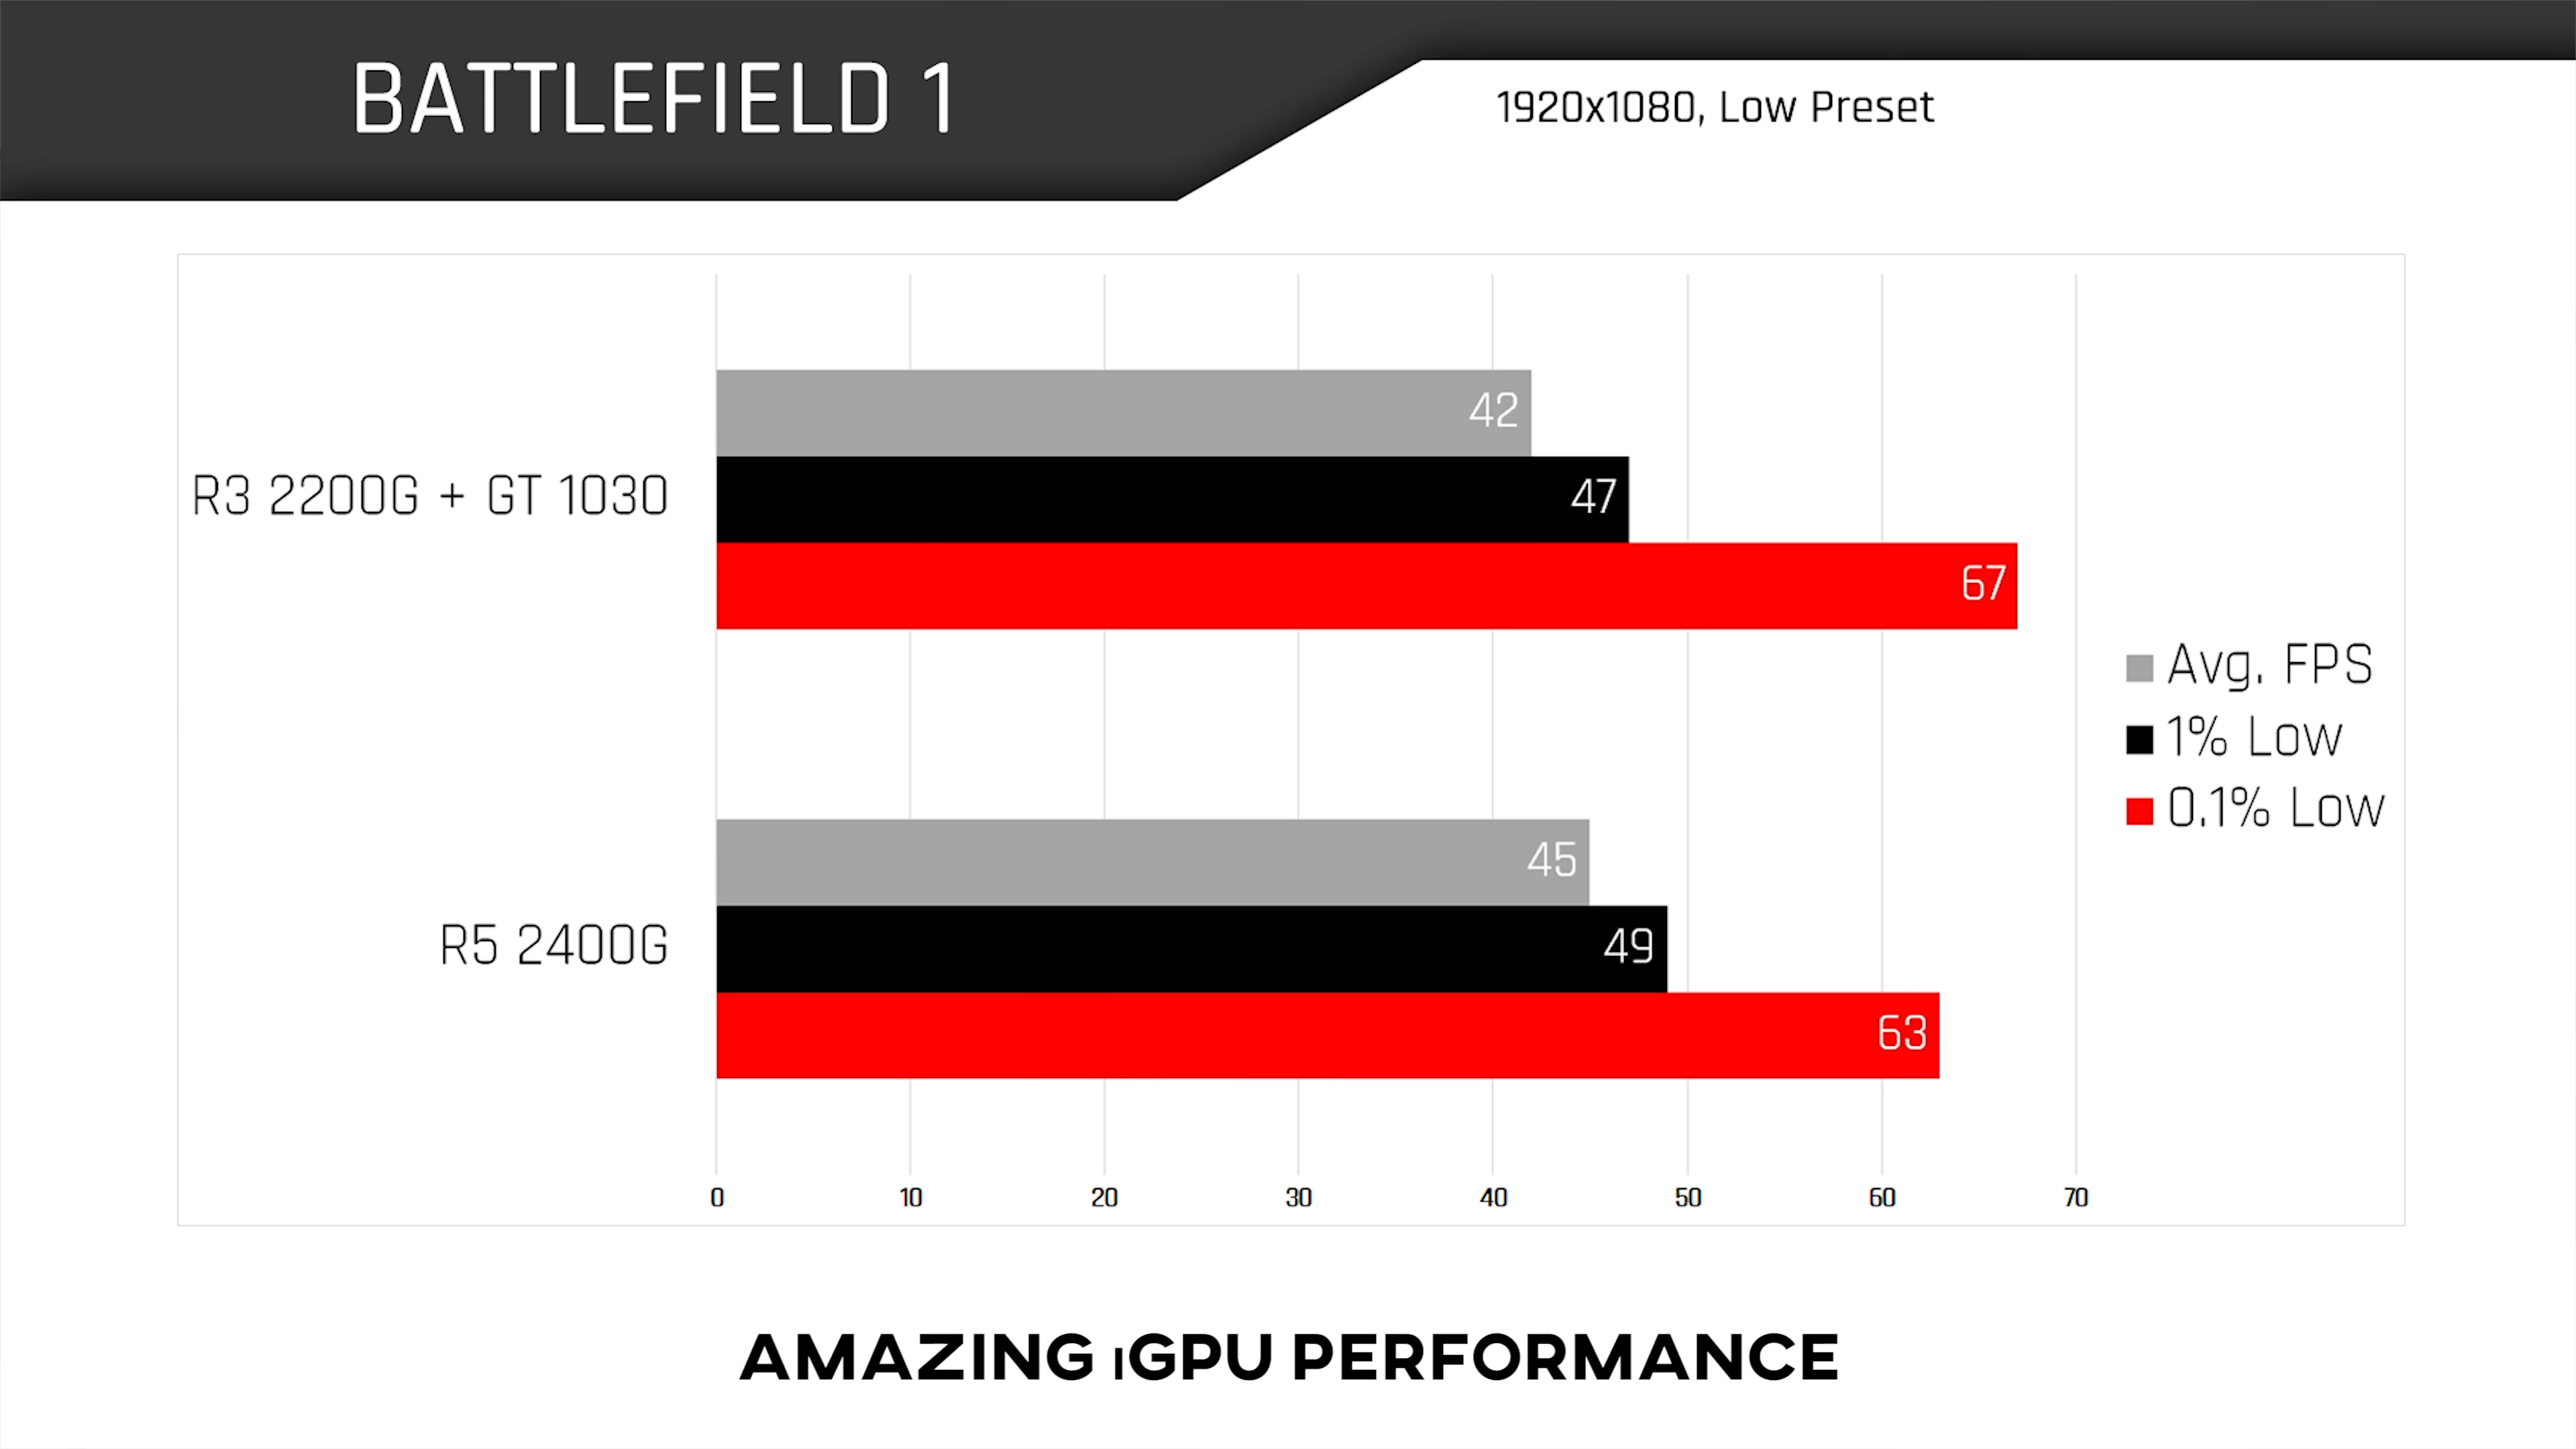 BATTLEFIELD 1
1920x1080, Low Preset
42
R3 2200G + GT 1030
47
67
Avg. FPS
1% Low
0.1% Low
45
R5 2400G
49
63
0 10 20 30 40 50 60 70
AMAZING iGPU PERFORMANCE